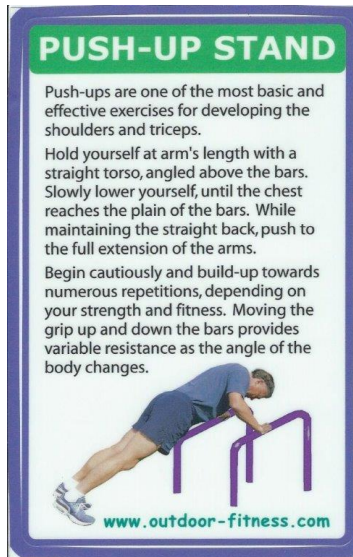 PUSH-UP STAND
Push-ups are one of the most basic and
effective exercises for developing the
shoulders and triceps.
Hold yourself at arm's length with a
straight torso, angled above the bars.
Slowly lower yourself, until the chest
reaches the plain of the bars. While
maintaining the straight back, push to
the full extension of the arms.
Begin cautiously and build-up towards
numerous repetitions, depending on
your strength and fitness. Moving the
grip up and down the bars provides
variable resistance as the angle of the
body changes.
www.outdoor-fitness.com